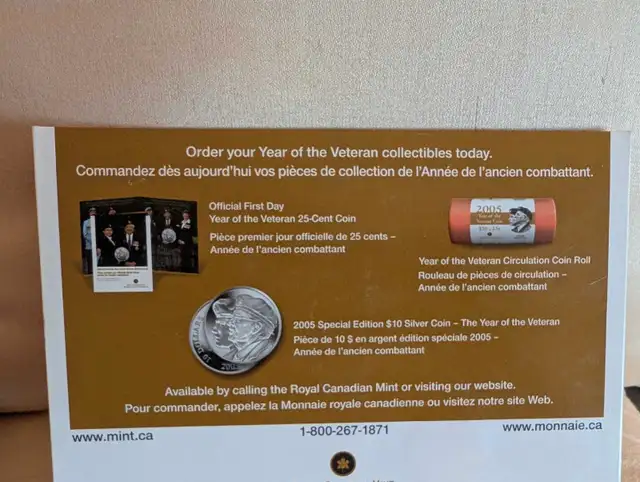 Order your Year of the Veteran collectibles today.
Commandez dès aujourd'hui vos pièces de collection de l'Année de l'ancien combattant.
Official First Day
Year of the Veteran 25-Cent Coin
Pièce premier jour officielle de 25 cents –
Année de l'ancien combattant
2005
Year of the
Veteran Coin
Year of the Veteran Circulation Coin Roll
Rouleau de pièces de circulation –
Année de l'ancien combattant
2005 Special Edition $10 Silver Coin – The Year of the Veteran
Pièce de 10 $ en argent édition spéciale 2005 –
Année de l'ancien combattant
2005
Available by calling the Royal Canadian Mint or visiting our website.
Pour commander, appelez la Monnaie royale canadienne ou visitez notre site Web.
www.mint.ca 1-800-267-1871 www.monnaie.ca